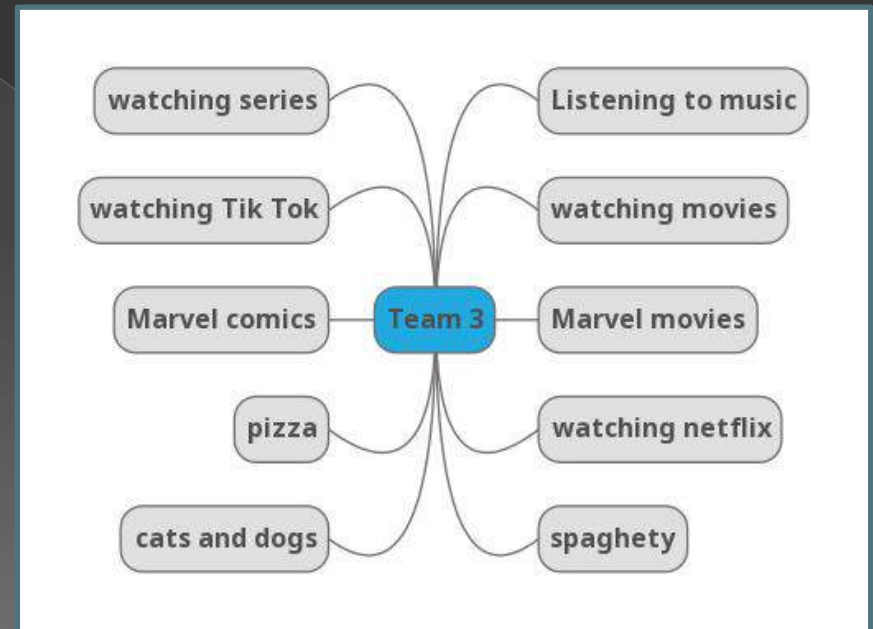 watching series
Listening to music
watching Tik Tok
watching movies
Marvel comics
Team 3
Marvel movies
pizza
watching netflix
cats and dogs
spaghety